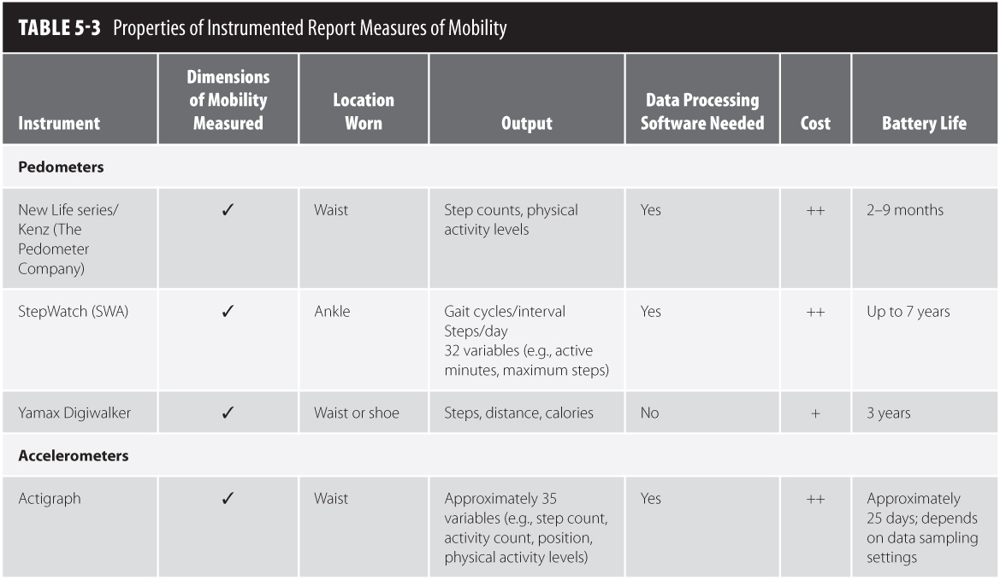 TABLE 5-3 Properties of Instrumented Report Measures of Mobility
Instrument
Dimensions
of Mobility
Measured
Location
Worn
Output
Data Processing
Software Needed
Cost
Battery Life
Pedometers
New Life series/
Kenz (The
Pedometer
Company)
✓
Waist
Step counts, physical
activity levels
Yes
++
2–9 months
StepWatch (SWA)
✓
Ankle
Gait cycles/interval
Steps/day
32 variables (e.g., active
minutes, maximum steps)
Yes
++
Up to 7 years
Yamax Digiwalker
✓
Waist or shoe
Steps, distance, calories
No
+
3 years
Accelerometers
Actigraph
✓
Waist
Approximately 35
variables (e.g., step count,
activity count, position,
physical activity levels)
Yes
++
Approximately
25 days; depends
on data sampling
settings